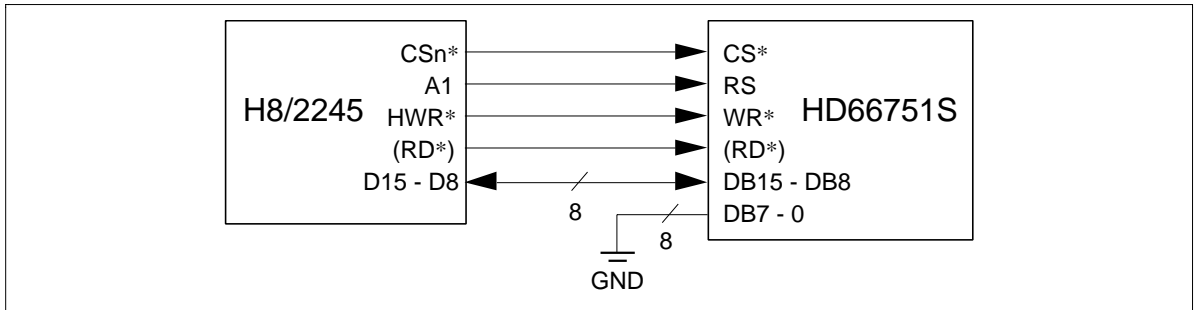 CSn* CS*
A1 RS
H8/2245 HWR* WR* HD66751S
(RD*) (RD*)
D15 - D8 DB15 - DB8
8 DB7 - 0
8
GND